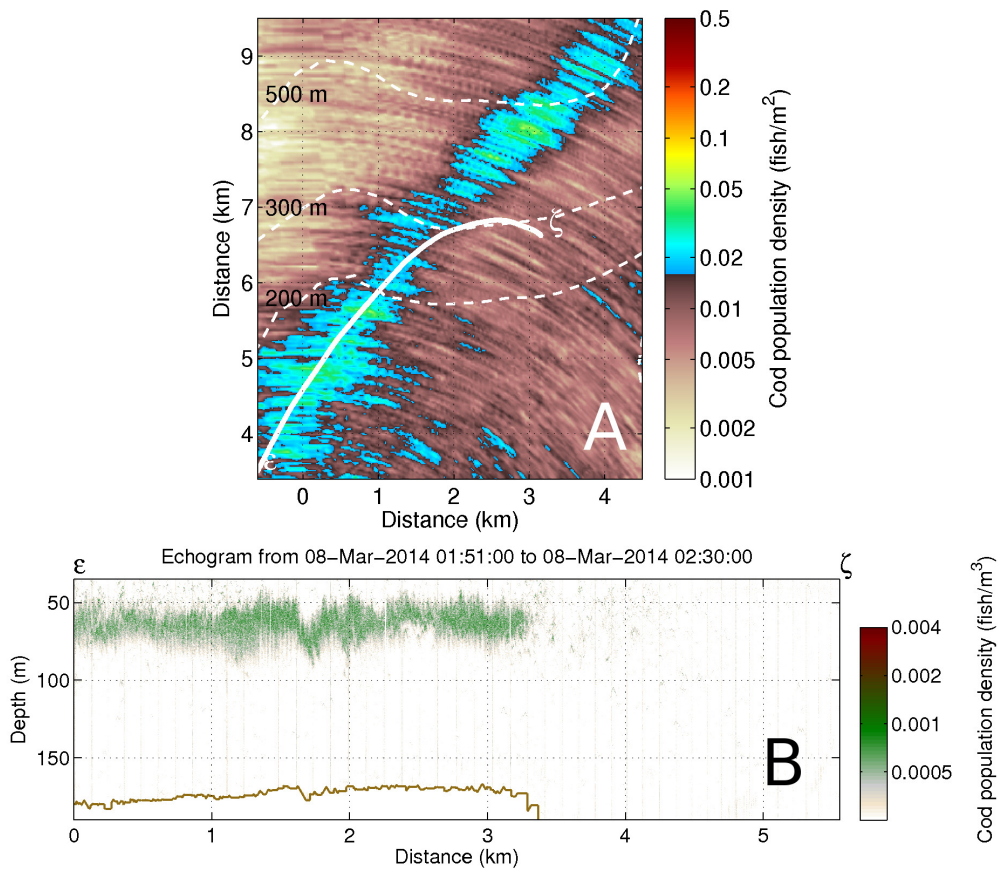 9
8
7
6
5
4
Distance (km)
500 m
300 m
200 m
ζ
ε
A
0
1
2
3
4
Distance (km)
0.5
0.2
0.1
0.05
0.02
0.01
0.005
0.002
0.001
Cod population density (fish/m²)
Echogram from 08−Mar−2014 01:51:00 to 08−Mar−2014 02:30:00
ε
ζ
50
100
150
Depth (m)
B
0
1
2
3
4
5
Distance (km)
0.004
0.002
0.001
0.0005
Cod population density (fish/m³)